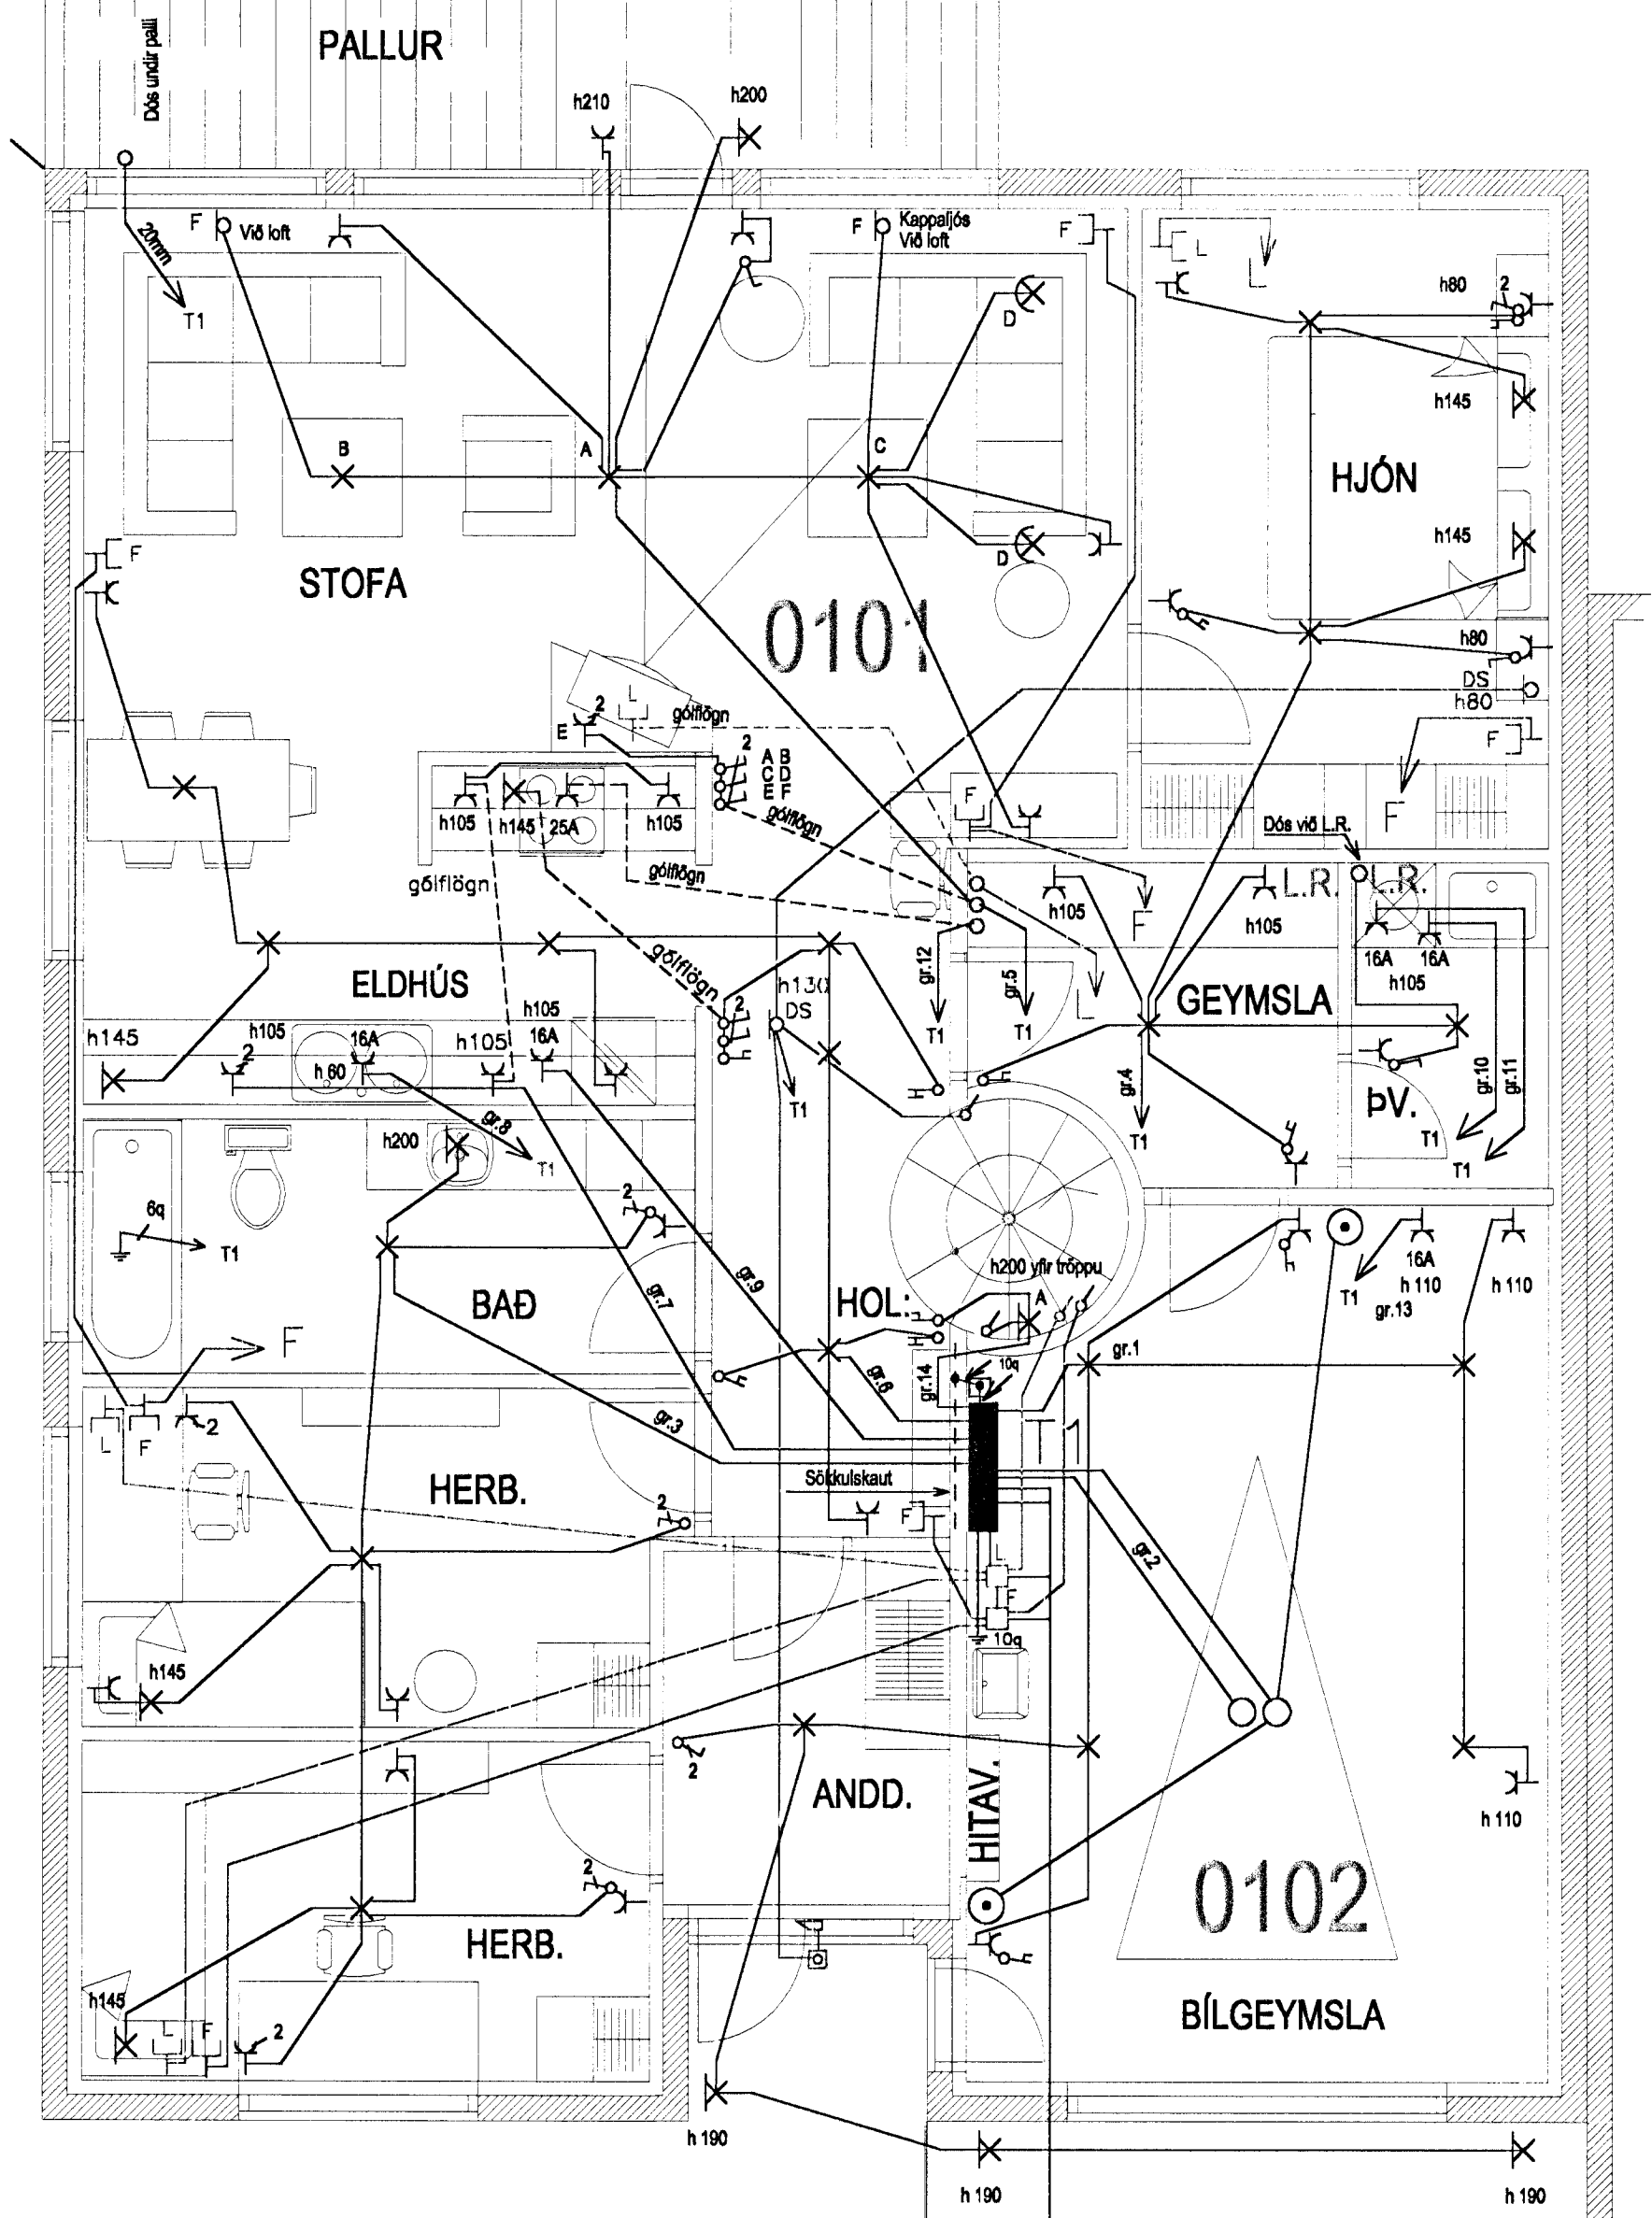 PALLUR
Dós undir palli
h210
h200
F
Við loft
F
Kappaljós
Við loft
F
L
L
20mm
T1
D
h80
2
B
A
C
h145
HJÓN
D
h145
F
STOFA
0101
h80
DS
h80
F
L
gólflögn
2
E
2
A B
C D
E F
gólflögn
F
F
Dós við L.R.
h105
h145
25A
h105
gólflögn
gólflögn
h105
F
h105
L.R.
L.R.
16A
16A
h105
gr.12
gr.5
L
T1
T1
GEYMSLA
ELDHÚS
gólflögn
2
h130
DS
T1
h145
h105
2
h 60
16A
h105
h105
16A
gr.8
T1
gr.4
T1
ÞV.
gr.10
gr.11
T1
T1
h200
6q
T1
2
BAÐ
gr.7
gr.9
HOL:
h200 yfir tröppu
A
16A
h 110
h 110
T1
gr.13
gr.1
F
L
F
2
gr.3
gr.6
gr.14
10q
T1
HERB.
2
Sökkulskaut
F
L
F
10q
gr.2
h145
2
ANDD.
HITAV.
h 110
0102
2
HERB.
h145
L
F
2
BÍLGEYMSLA
h 190
h 190
h 190